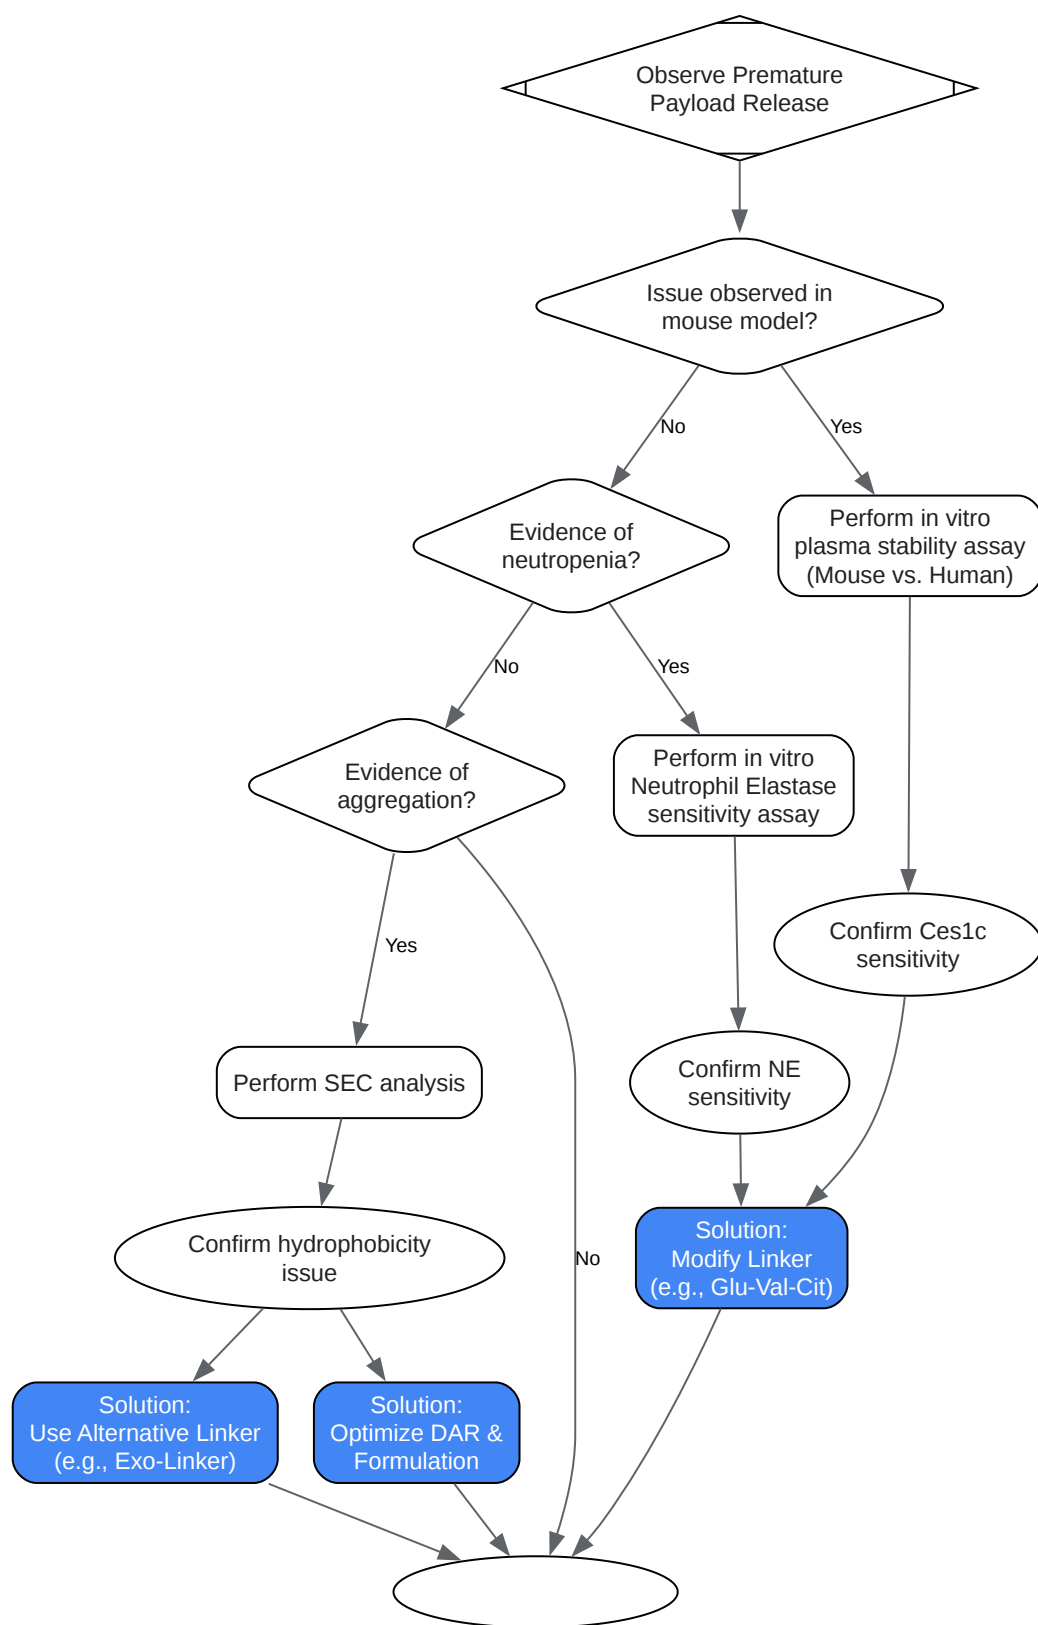 Observe Premature
Payload Release
Issue observed in
mouse model?
No
Yes
Evidence of
neutropenia?
Perform in vitro
plasma stability assay
(Mouse vs. Human)
No
Yes
Evidence of
aggregation?
Perform in vitro
Neutrophil Elastase
sensitivity assay
Yes
Confirm Ces1c
sensitivity
Perform SEC analysis
Confirm NE
sensitivity
Confirm hydrophobicity
issue
No
Solution:
Modify Linker
(e.g., Glu-Val-Cit)
Solution:
Use Alternative Linker
(e.g., Exo-Linker)
Solution:
Optimize DAR &
Formulation